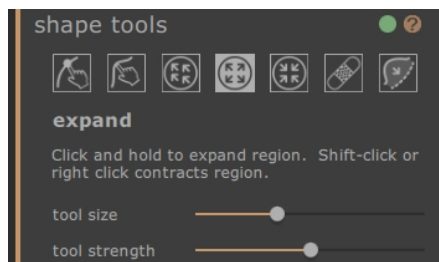 shape tools
?
expand
Click and hold to expand region. Shift-click or
right click contracts region.
tool size
tool strength